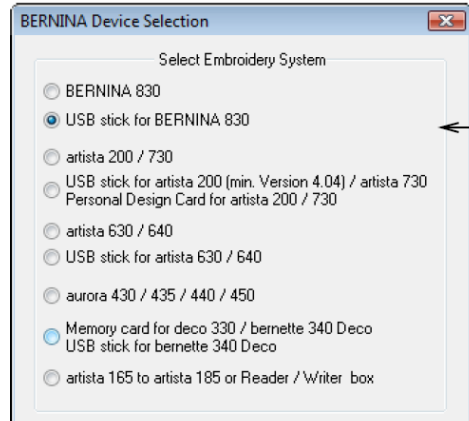 BERNINA Device Selection
Select Embroidery System
BERNINA 830
USB stick for BERNINA 830
artista 200 / 730
USB stick for artista 200 (min. Version 4.04) / artista 730
Personal Design Card for artista 200 / 730
artista 630 / 640
USB stick for artista 630 / 640
aurora 430 / 435 / 440 / 450
Memory card for deco 330 / bernette 340 Deco
USB stick for bernette 340 Deco
artista 165 to artista 185 or Reader / Writer box